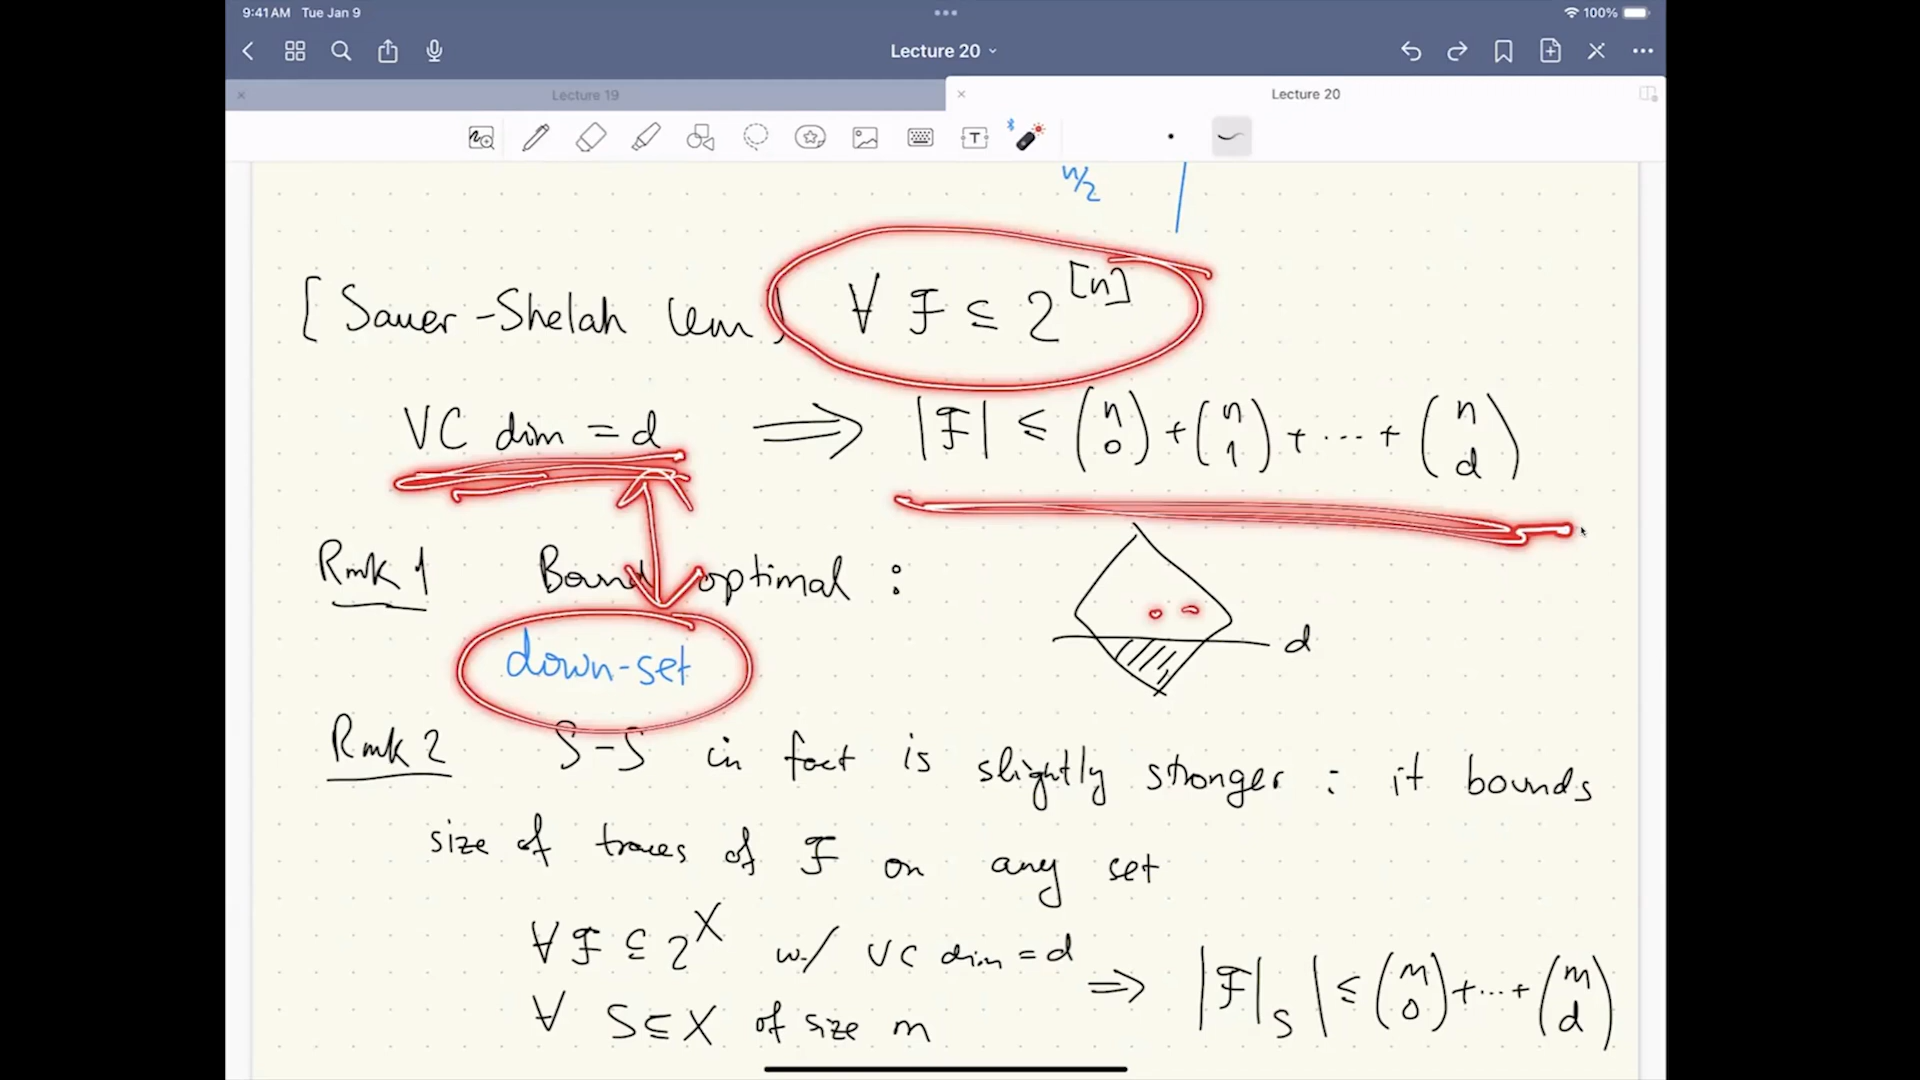 9:41 AM Tue Jan 9
100%
Lecture 20
Lecture 19
Lecture 20
n/2
[Sauer-Shelah lem] ∀ F ⊆ 2^[n]
VC dim = d ⟹ |F| ≤ (n 0) + (n 1) + ... + (n d)
Rmk 1 Bound optimal :
d
down-set
Rmk 2 S-S in fact is slightly stronger : it bounds
size of traces of F on any set
∀ F ⊆ 2^X w/ VC dim = d
∀ S ⊆ X of size m ⟹ |F|_S| ≤ (m 0) + ... + (m d)